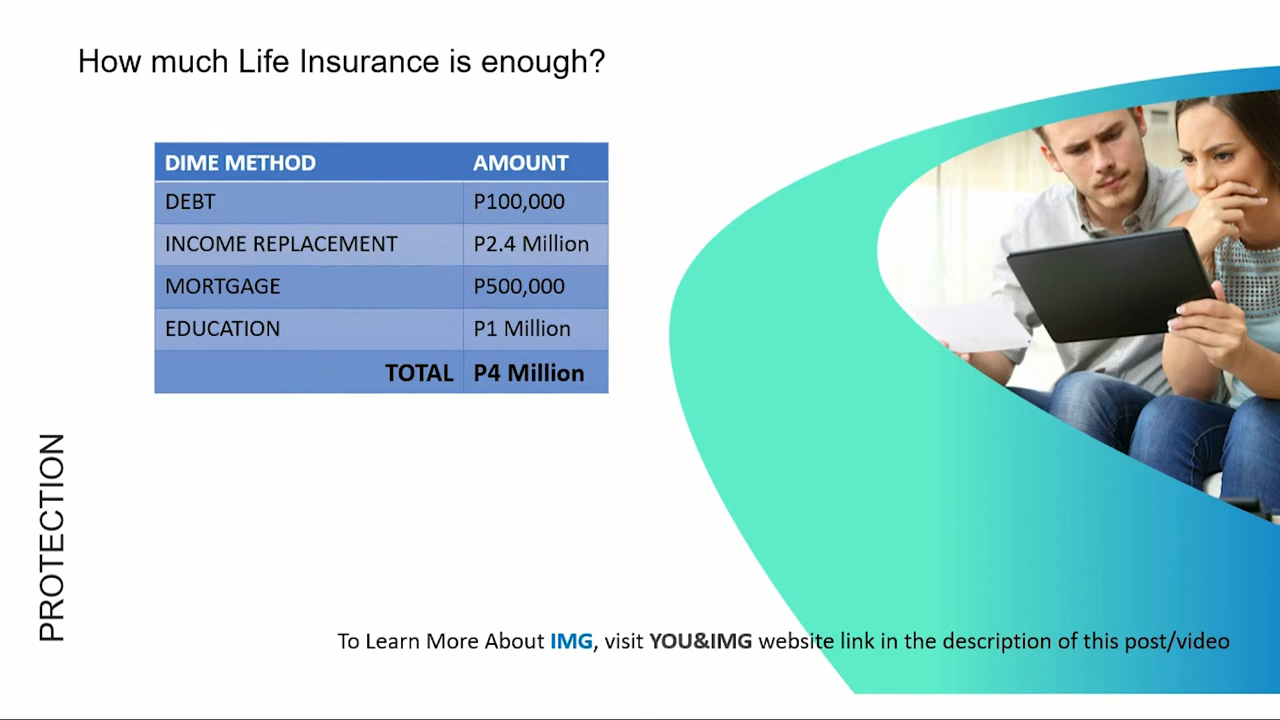 How much Life Insurance is enough?
DIME METHOD AMOUNT
DEBT P100,000
INCOME REPLACEMENT P2.4 Million
MORTGAGE P500,000
EDUCATION P1 Million
TOTAL P4 Million
PROTECTION
To Learn More About IMG, visit YOU&IMG website link in the description of this post/video